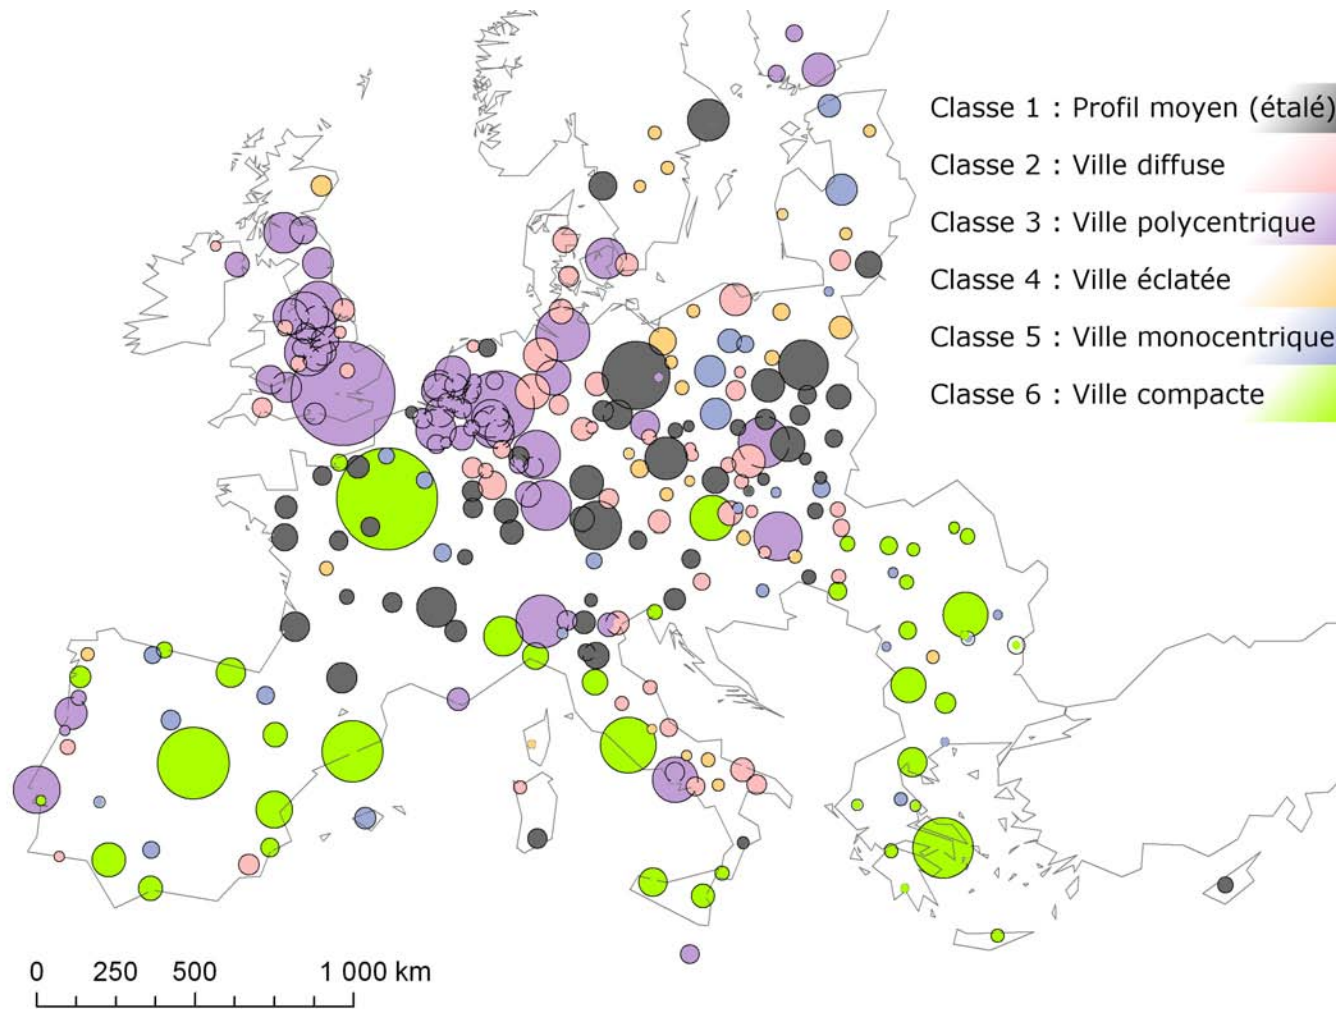 Classe 1 : Profil moyen (étalé)
Classe 2 : Ville diffuse
Classe 3 : Ville polycentrique
Classe 4 : Ville éclatée
Classe 5 : Ville monocentrique
Classe 6 : Ville compacte
0 250 500 1 000 km